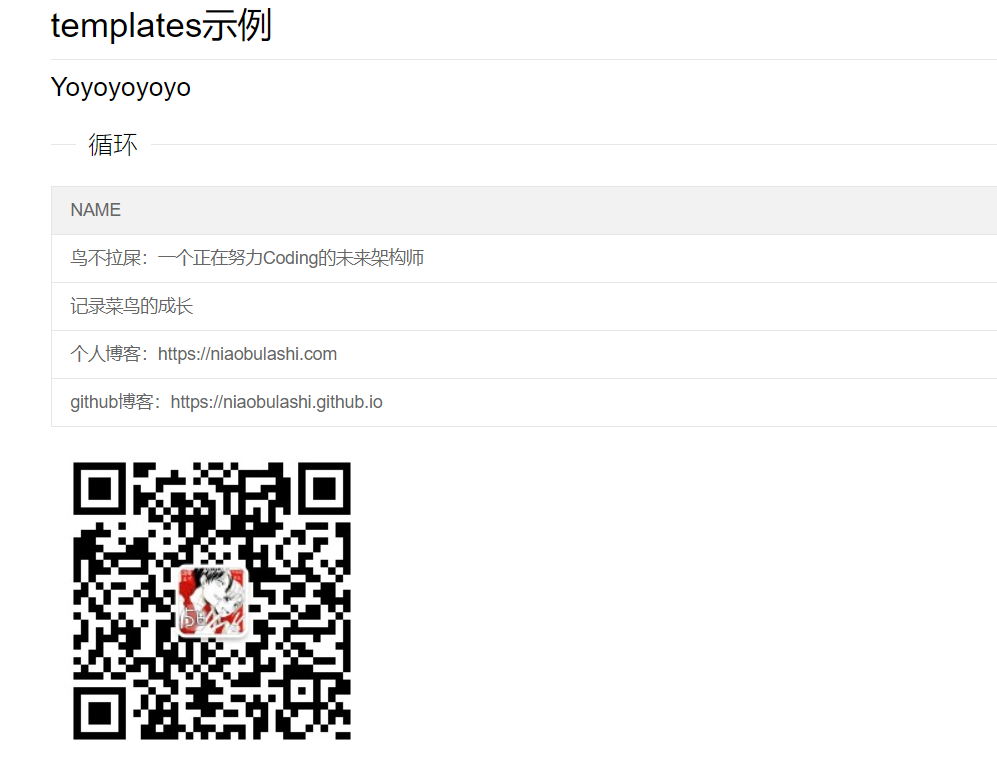 templates示例
Yoyoyoyoyo
循环
NAME
鸟不拉屎：一个正在努力Coding的未来架构师
记录菜鸟的成长
个人博客：https://niaobulashi.com
github博客：https://niaobulashi.github.io